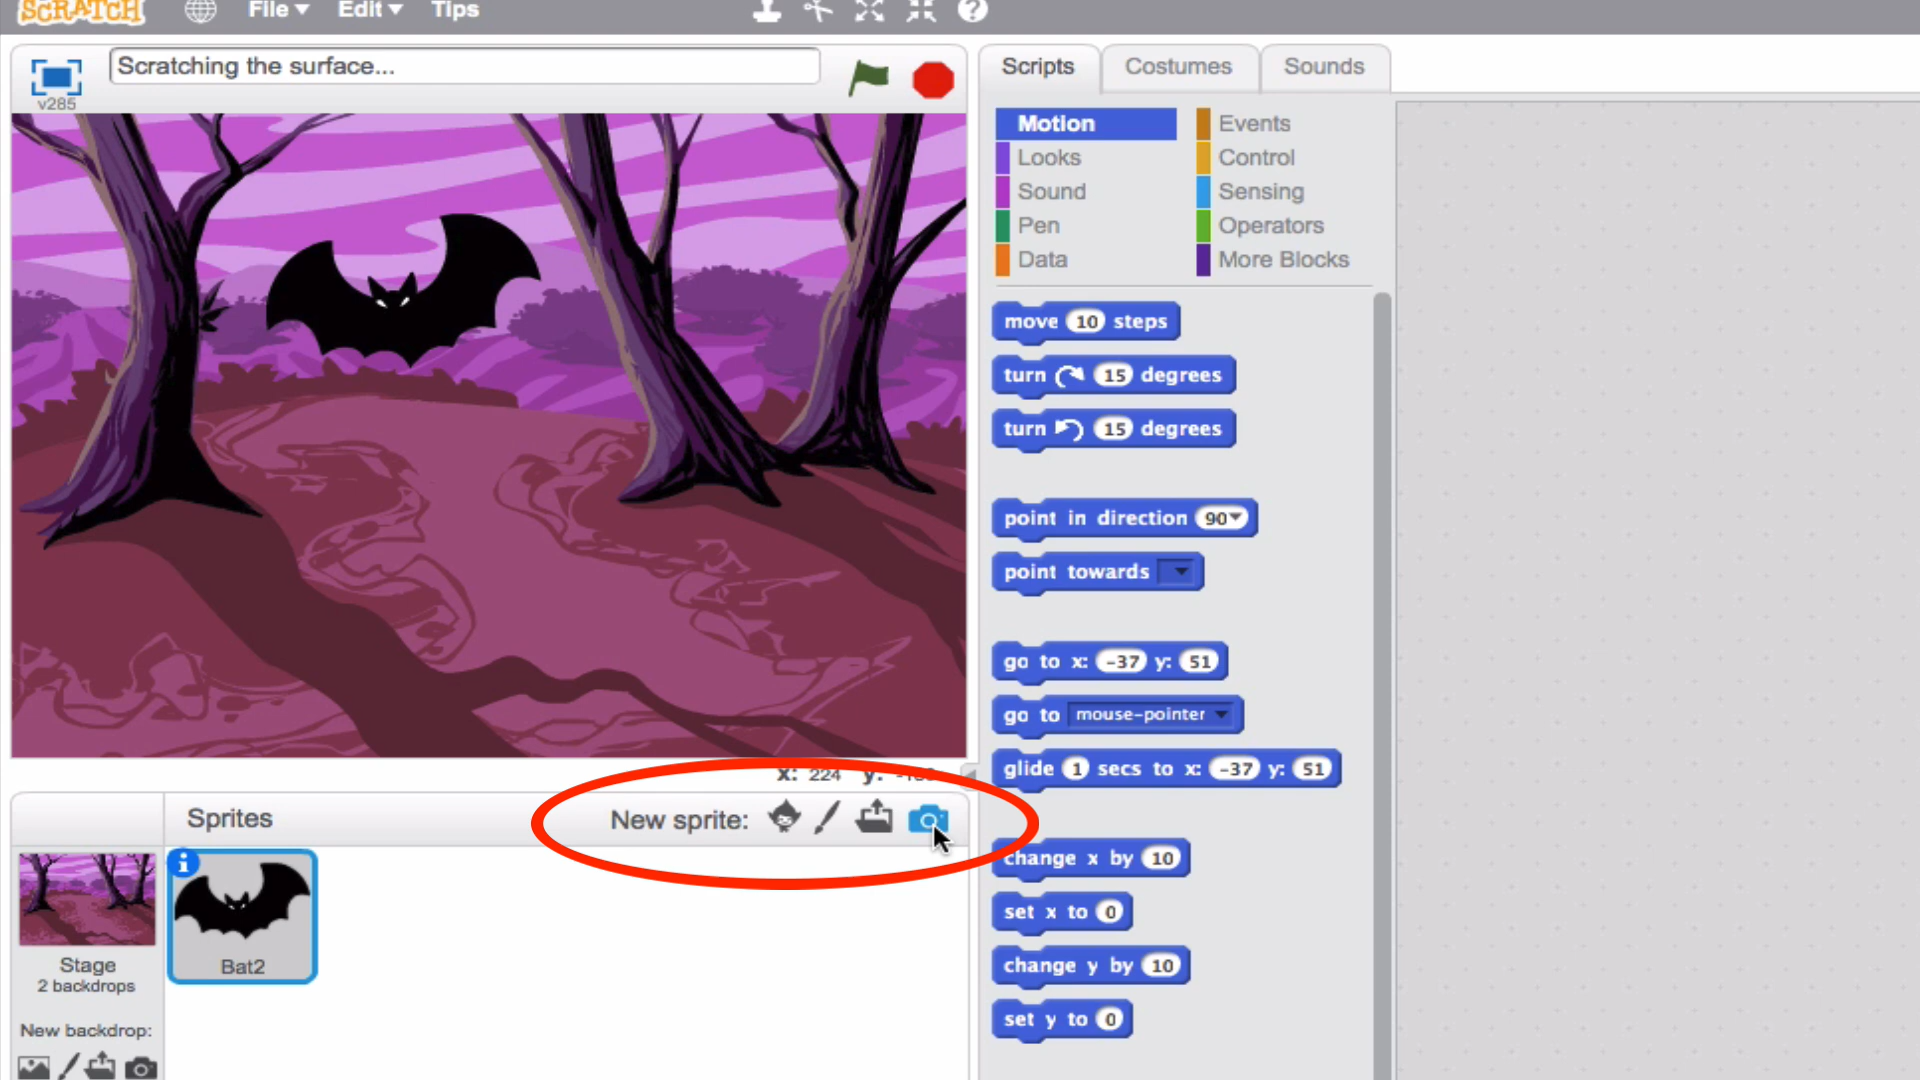 SCRATCH File Edit Tips
Scratching the surface...
v285
Scripts Costumes Sounds
Motion Events
Looks Control
Sound Sensing
Pen Operators
Data More Blocks
move 10 steps
turn 15 degrees
turn 15 degrees
point in direction 90
point towards
go to x: -37 y: 51
go to mouse-pointer
glide 1 secs to x: -37 y: 51
change x by 10
set x to 0
change y by 10
set y to 0
x: 224 y:
Sprites New sprite:
Stage
2 backdrops
New backdrop:
Bat2